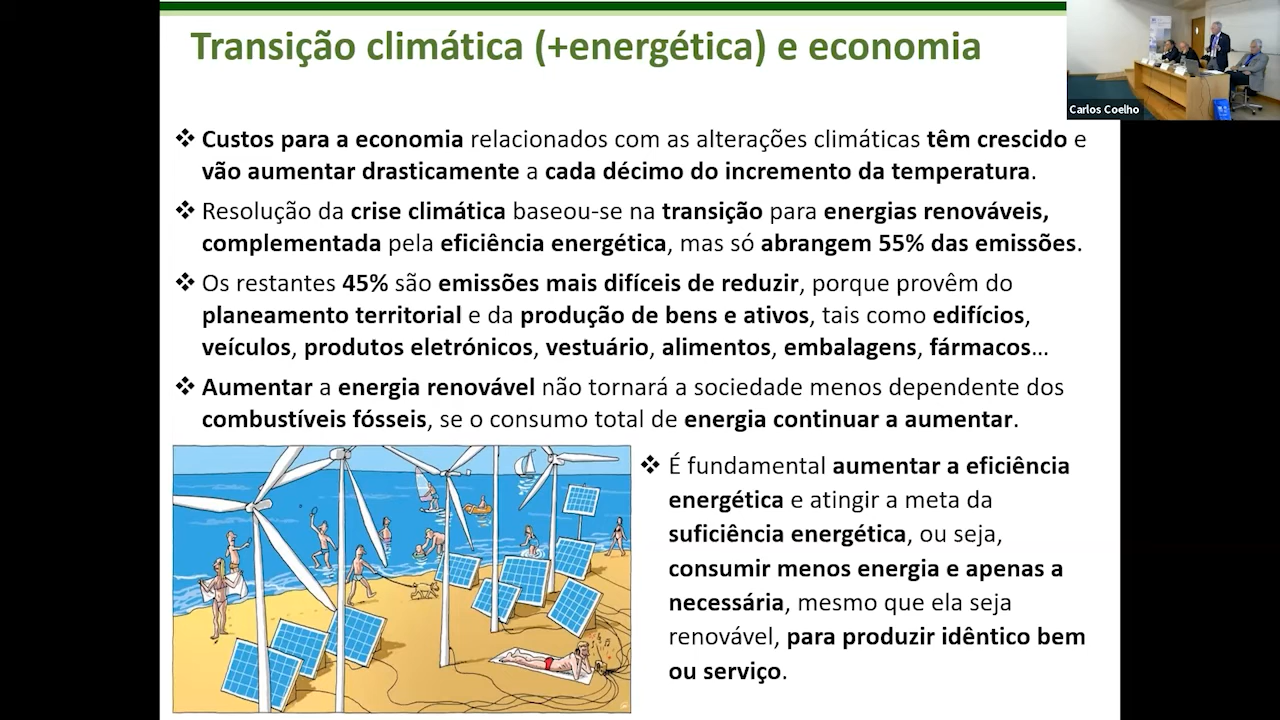 Transição climática (+energética) e economia
Carlos Coelho
❖ Custos para a economia relacionados com as alterações climáticas têm crescido e
vão aumentar drasticamente a cada décimo do incremento da temperatura.
❖ Resolução da crise climática baseou-se na transição para energias renováveis,
complementada pela eficiência energética, mas só abrangem 55% das emissões.
❖ Os restantes 45% são emissões mais difíceis de reduzir, porque provêm do
planeamento territorial e da produção de bens e ativos, tais como edifícios,
veículos, produtos eletrónicos, vestuário, alimentos, embalagens, fármacos...
❖ Aumentar a energia renovável não tornará a sociedade menos dependente dos
combustíveis fósseis, se o consumo total de energia continuar a aumentar.
❖ É fundamental aumentar a eficiência
energética e atingir a meta da
suficiência energética, ou seja,
consumir menos energia e apenas a
necessária, mesmo que ela seja
renovável, para produzir idêntico bem
ou serviço.